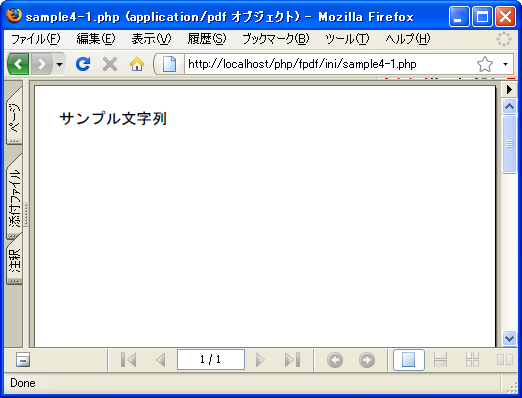 sample4-1.php (application/pdf オブジェクト) - Mozilla Firefox
ファイル(F) 編集(E) 表示(V) 履歴(S) ブックマーク(B) ツール(T) ヘルプ(H)
http://localhost/php/fpdf/ini/sample4-1.php
ページ
添付ファイル
注釈
サンプル文字列
1 / 1
Done